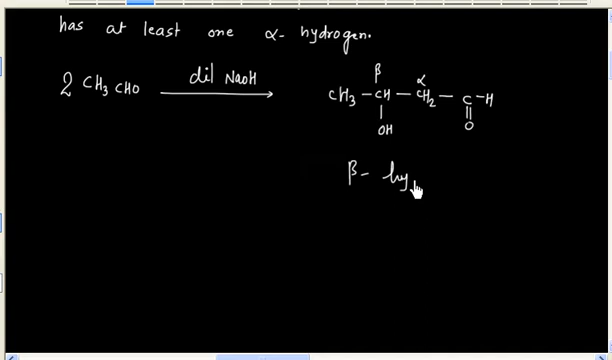 has at least one α- hydrogen.
2 CH3 CHO dil NaOH CH3 - CH - CH2 - C - H
β α
OH O
β- hy